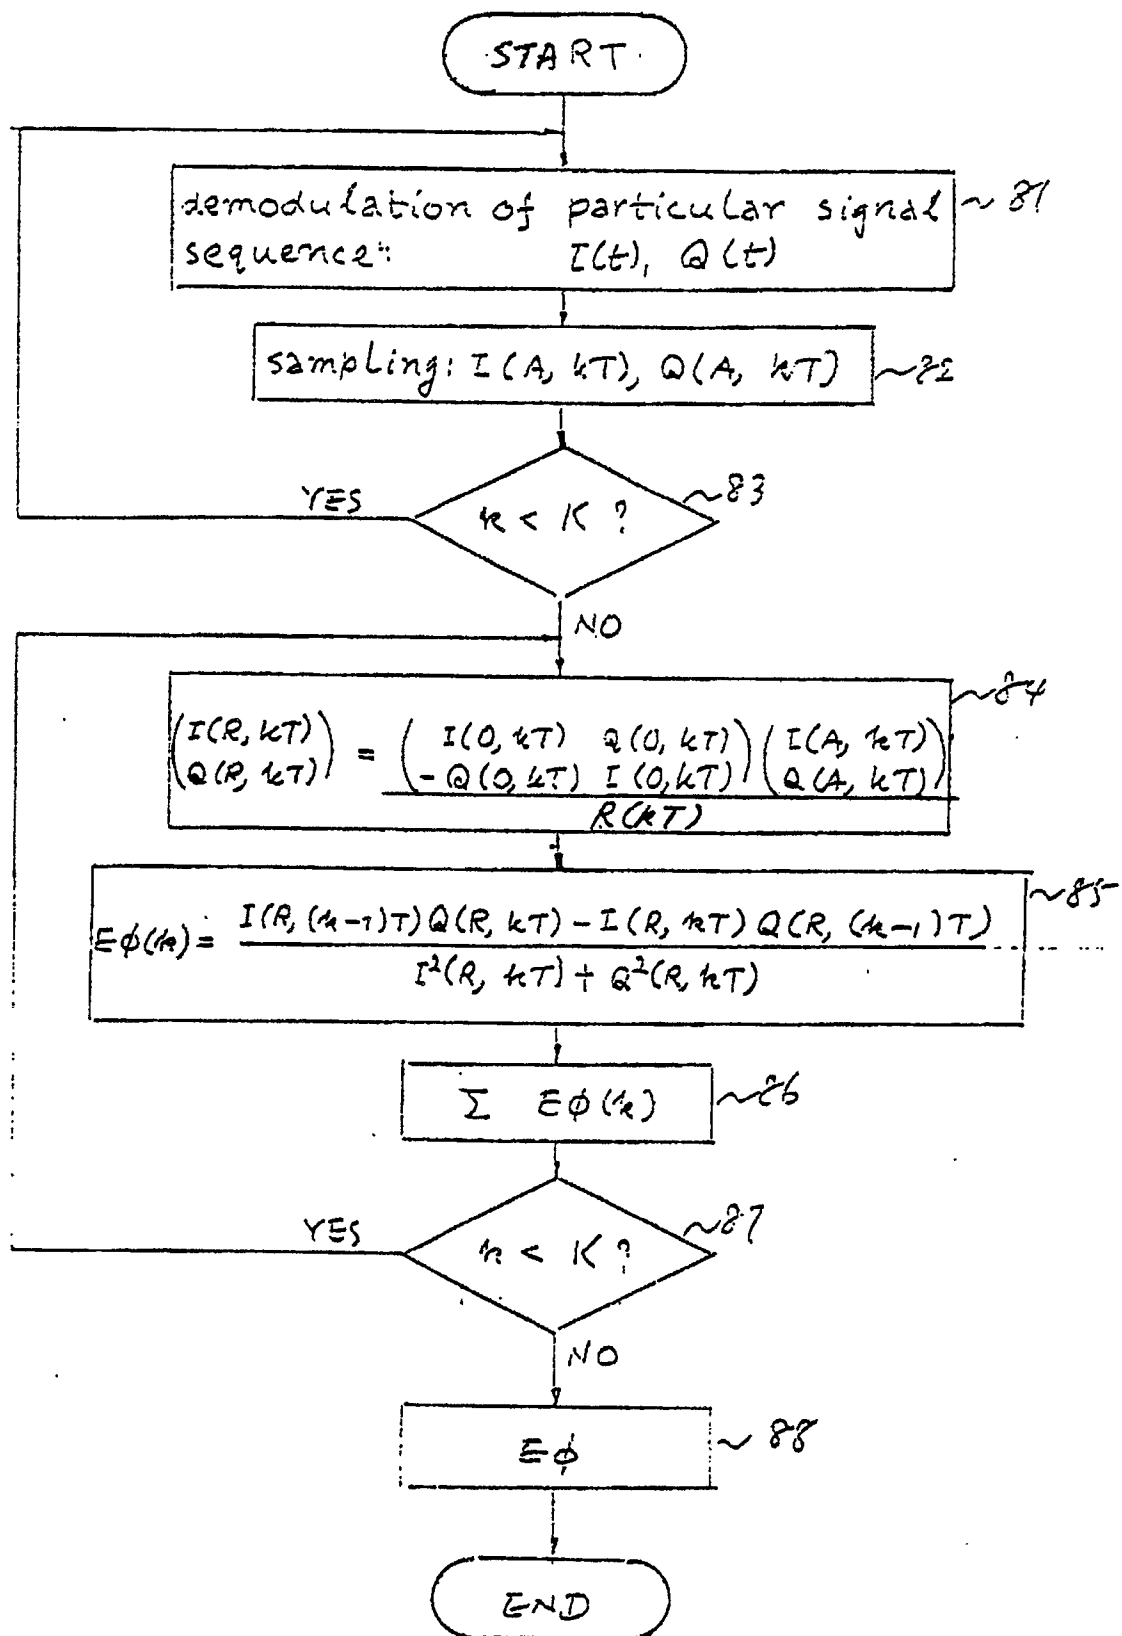 START
demodulation of particular signal ~81
sequence: I(t), Q(t)
sampling: I(A, kT), Q(A, kT) ~82
~83
YES
k < K ?
NO
~84
(I(R, kT)) = ( I(0, kT) Q(0, kT))(I(A, kT))
(Q(R, kT)) (-Q(0, kT) I(0, kT))(Q(A, kT))
R(kT)
~85
I(R, (k-1)T) Q(R, kT) - I(R, kT) Q(R, (k-1)T)
Eϕ(k) =
I²(R, kT) + Q²(R, kT)
Σ Eϕ(k) ~86
~87
YES
k < K ?
NO
Eϕ ~88
END